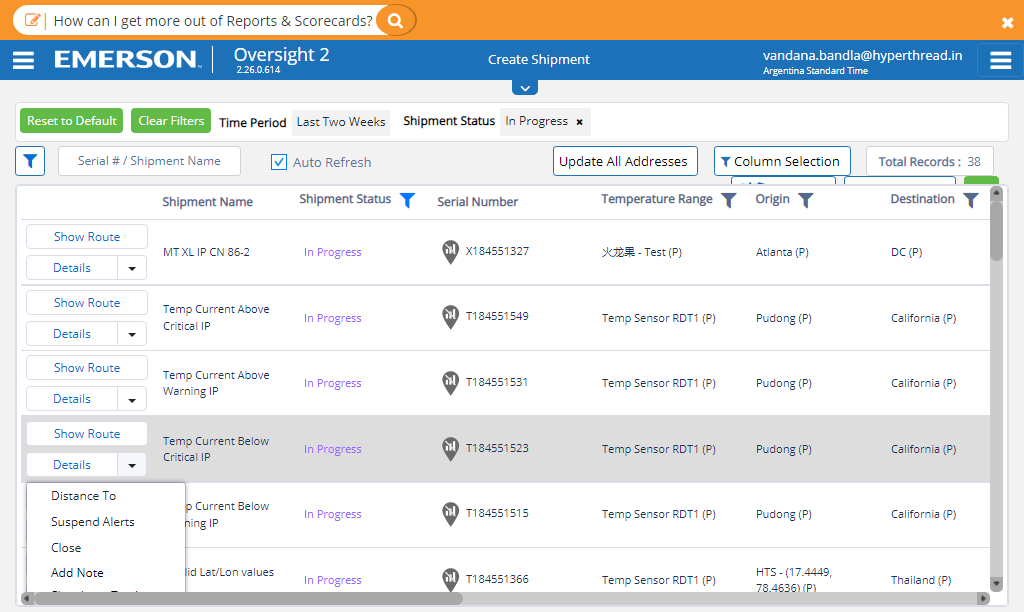 How can I get more out of Reports & Scorecards?
EMERSON
Oversight 2
2.26.0.614
Create Shipment
vandana.bandla@hyperthread.in
Argentina Standard Time
Reset to Default
Clear Filters
Time Period
Last Two Weeks
Shipment Status
In Progress ×
Serial # / Shipment Name
Auto Refresh
Update All Addresses
Column Selection
Total Records : 38
Shipment Name
Shipment Status
Serial Number
Temperature Range
Origin
Destination
Show Route
Details
MT XL IP CN 86-2
In Progress
X184551327
火龙果 - Test (P)
Atlanta (P)
DC (P)
Show Route
Details
Temp Current Above
Critical IP
In Progress
T184551549
Temp Sensor RDT1 (P)
Pudong (P)
California (P)
Show Route
Details
Temp Current Above
Warning IP
In Progress
T184551531
Temp Sensor RDT1 (P)
Pudong (P)
California (P)
Show Route
Details
Temp Current Below
Critical IP
In Progress
T184551523
Temp Sensor RDT1 (P)
Pudong (P)
California (P)
Distance To
Suspend Alerts
Close
Add Note
p Current Below
ning IP
In Progress
T184551515
Temp Sensor RDT1 (P)
Pudong (P)
California (P)
lid Lat/Lon values
In Progress
T184551366
Temp Sensor RDT1 (P)
HTS - (17.4449,
78.4636) (P)
Thailand (P)